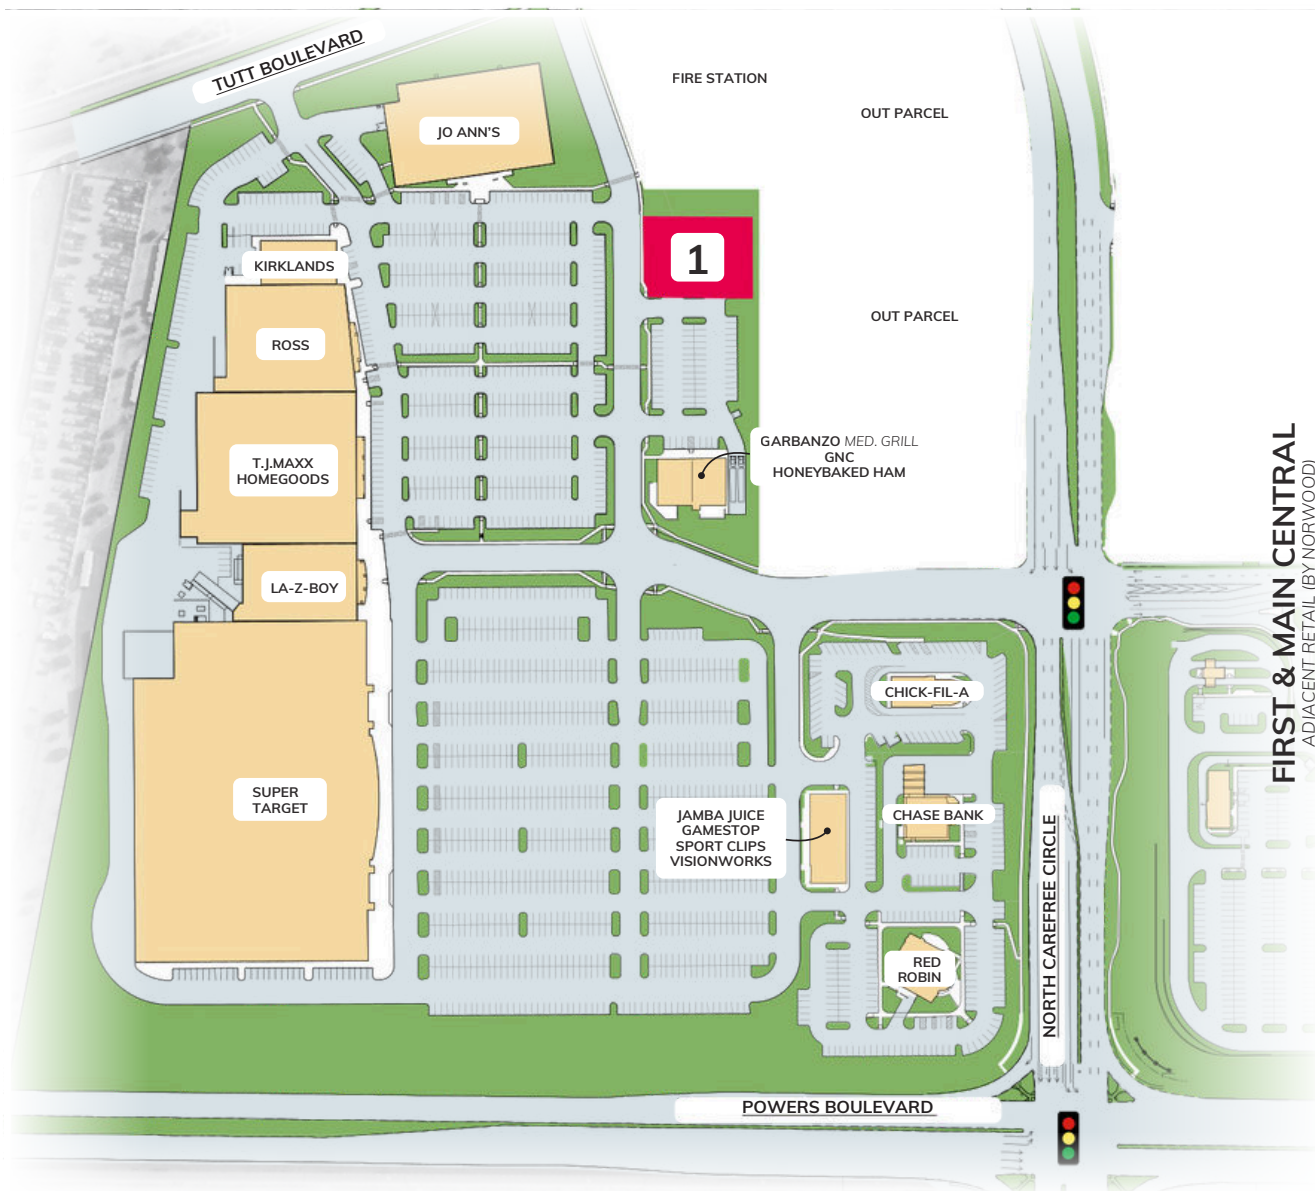 TUTT BOULEVARD
FIRE STATION
OUT PARCEL
JO ANN'S
1
KIRKLANDS
OUT PARCEL
ROSS
GARBANZO MED. GRILL
GNC
HONEYBAKED HAM
T.J.MAXX
HOMEGOODS
LA-Z-BOY
CHICK-FIL-A
SUPER
TARGET
JAMBA JUICE
GAMESTOP
SPORT CLIPS
VISIONWORKS
CHASE BANK
RED
ROBIN
NORTH CAREFREE CIRCLE
FIRST & MAIN CENTRAL
ADJACENT RETAIL (BY NORWOOD)
POWERS BOULEVARD